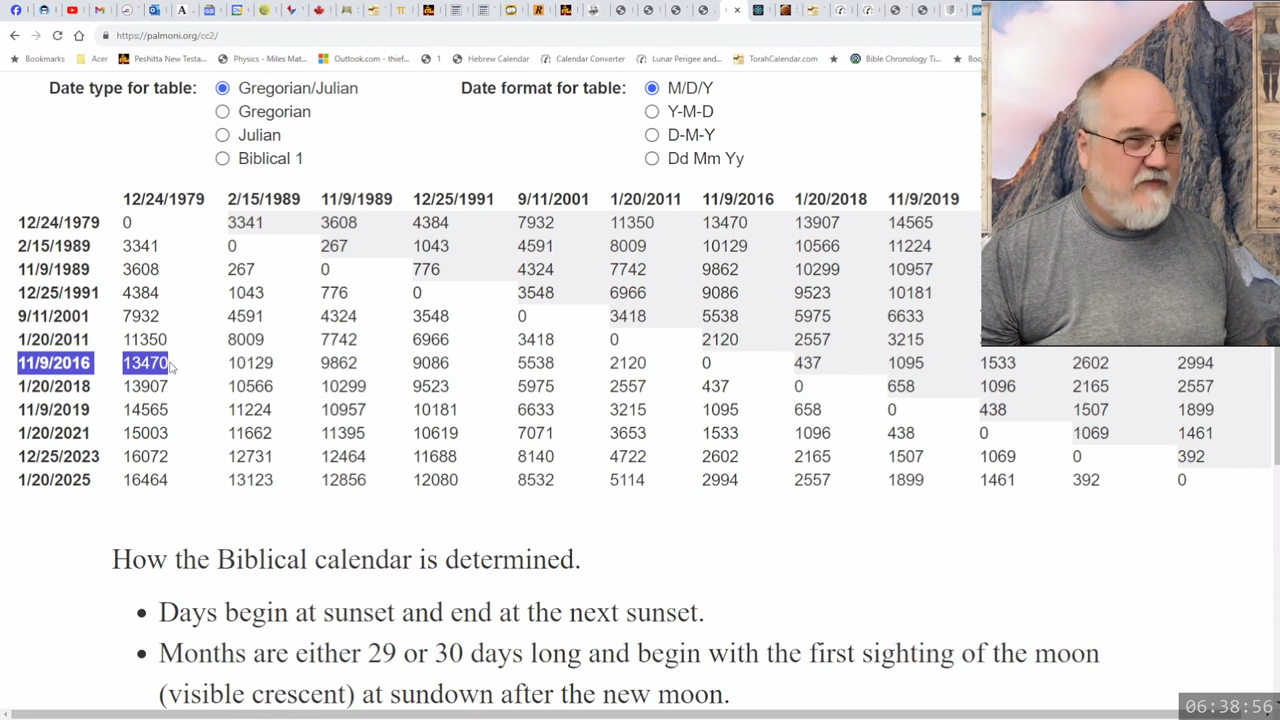 https://palmoni.org/cc2/
Bookmarks Acer Peshitta New Testa... Physics - Miles Mat... Outlook.com - thief... 1 Hebrew Calendar Calendar Converter Lunar Perigee and... TorahCalendar.com Bible Chronology Ti...
Date type for table: Gregorian/Julian Date format for table: M/D/Y
Gregorian Y-M-D
Julian D-M-Y
Biblical 1 Dd Mm Yy
12/24/1979 2/15/1989 11/9/1989 12/25/1991 9/11/2001 1/20/2011 11/9/2016 1/20/2018 11/9/2019
12/24/1979 0 3341 3608 4384 7932 11350 13470 13907 14565
2/15/1989 3341 0 267 1043 4591 8009 10129 10566 11224
11/9/1989 3608 267 0 776 4324 7742 9862 10299 10957
12/25/1991 4384 1043 776 0 3548 6966 9086 9523 10181
9/11/2001 7932 4591 4324 3548 0 3418 5538 5975 6633
1/20/2011 11350 8009 7742 6966 3418 0 2120 2557 3215
11/9/2016 13470 10129 9862 9086 5538 2120 0 437 1095 1533 2602 2994
1/20/2018 13907 10566 10299 9523 5975 2557 437 0 658 1096 2165 2557
11/9/2019 14565 11224 10957 10181 6633 3215 1095 658 0 438 1507 1899
1/20/2021 15003 11662 11395 10619 7071 3653 1533 1096 438 0 1069 1461
12/25/2023 16072 12731 12464 11688 8140 4722 2602 2165 1507 1069 0 392
1/20/2025 16464 13123 12856 12080 8532 5114 2994 2557 1899 1461 392 0
How the Biblical calendar is determined.
• Days begin at sunset and end at the next sunset.
• Months are either 29 or 30 days long and begin with the first sighting of the moon
(visible crescent) at sundown after the new moon.
06:38:56